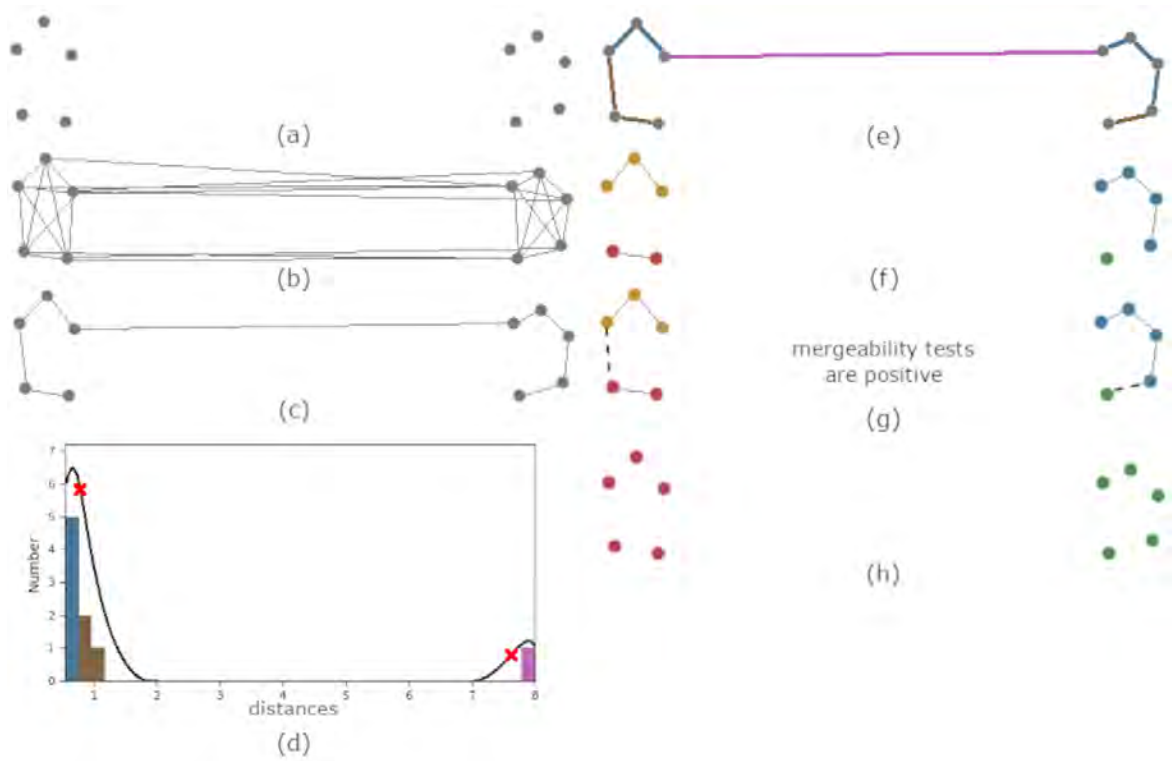 (a)
(b)
(c)
7
6
5
4
3
2
1
0
Number
1 2 3 4 5 6 7 8
distances
(d)
(e)
(f)
mergeability tests
are positive
(g)
(h)